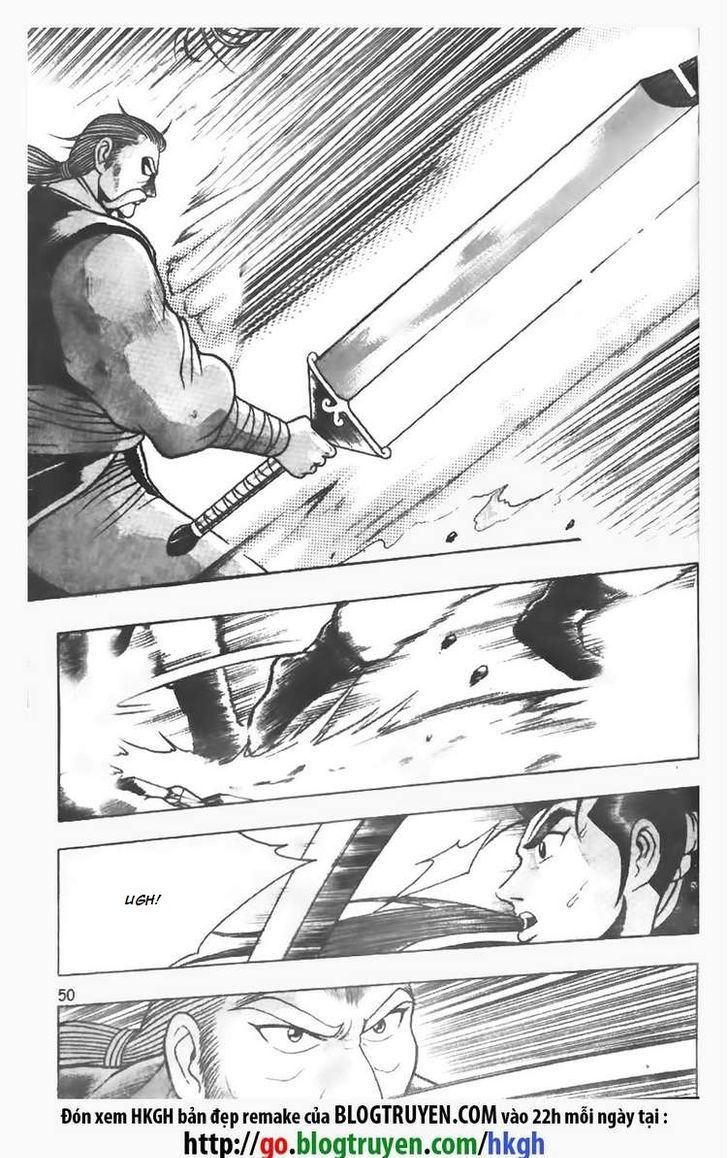 UGH!
50
Đón xem HKGH bản đẹp remake của BLOGTRUYEN.COM vào 22h mỗi ngày tại :
http://go.blogtruyen.com/hkgh